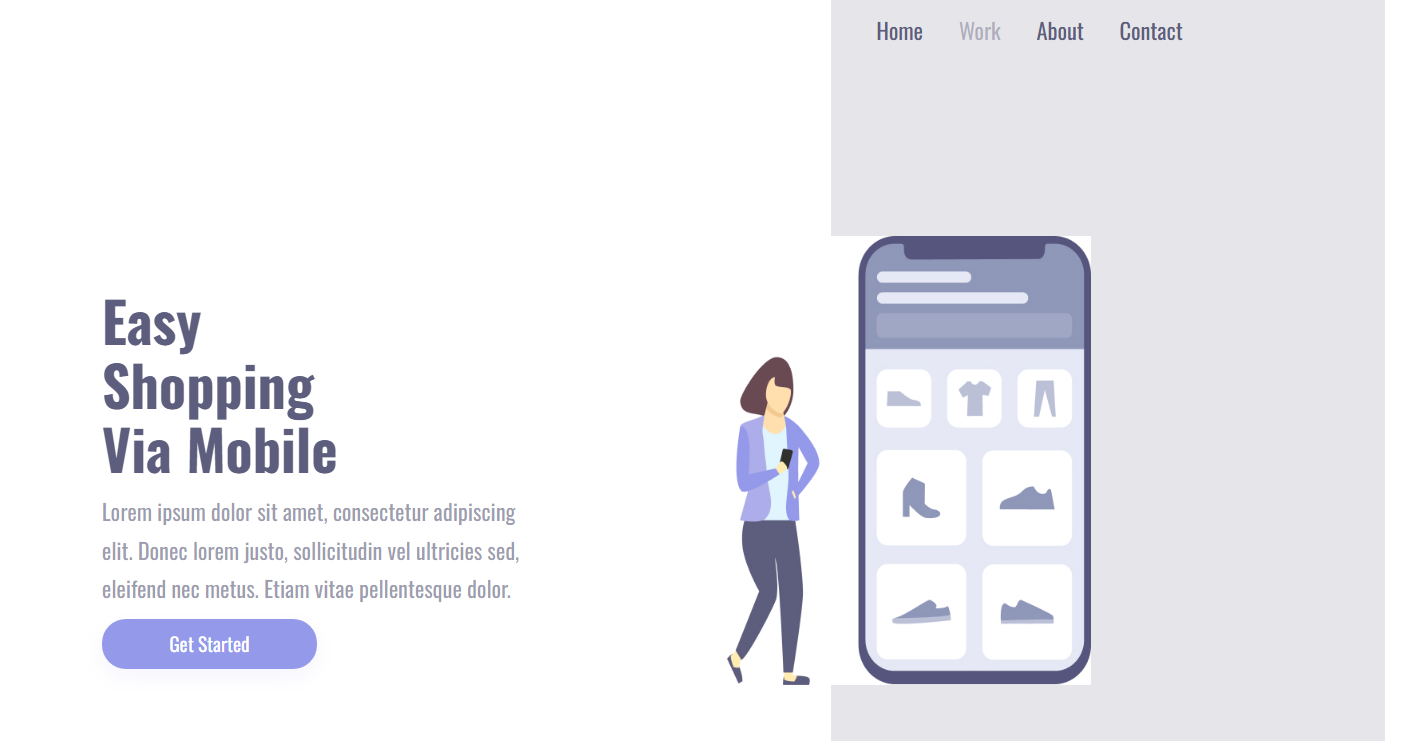 Home Work About Contact
Easy
Shopping
Via Mobile
Lorem ipsum dolor sit amet, consectetur adipiscing
elit. Donec lorem justo, sollicitudin vel ultricies sed,
eleifend nec metus. Etiam vitae pellentesque dolor.
Get Started